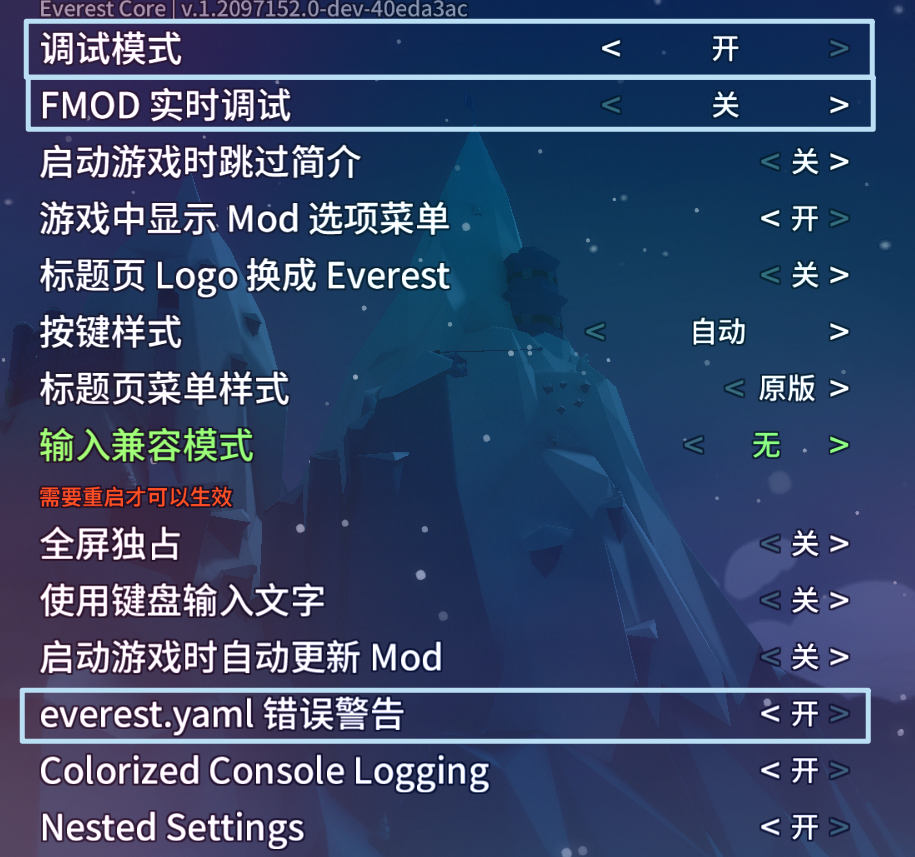 Everest Core | v.1.2097152.0-dev-40eda3ac
调试模式 < 开 >
FMOD 实时调试 < 关 >
启动游戏时跳过简介 < 关 >
游戏中显示 Mod 选项菜单 < 开 >
标题页 Logo 换成 Everest < 关 >
按键样式 < 自动 >
标题页菜单样式 < 原版 >
输入兼容模式 < 无 >
需要重启才可以生效
全屏独占 < 关 >
使用键盘输入文字 < 关 >
启动游戏时自动更新 Mod < 关 >
everest.yaml 错误警告 < 开 >
Colorized Console Logging < 开 >
Nested Settings < 开 >